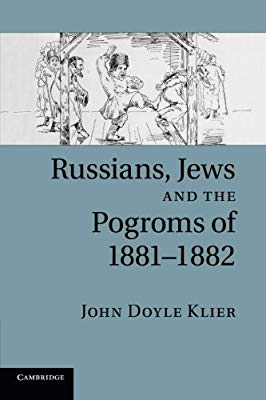 Russians, Jews
AND THE
Pogroms of
1881–1882
JOHN DOYLE KLIER
CAMBRIDGE